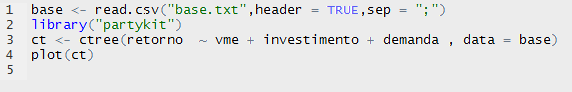 1 base <- read.csv("base.txt",header = TRUE,sep = ";")
2 library("partykit")
3 ct <- ctree(retorno ~ vme + investimento + demanda , data = base)
4 plot(ct)
5